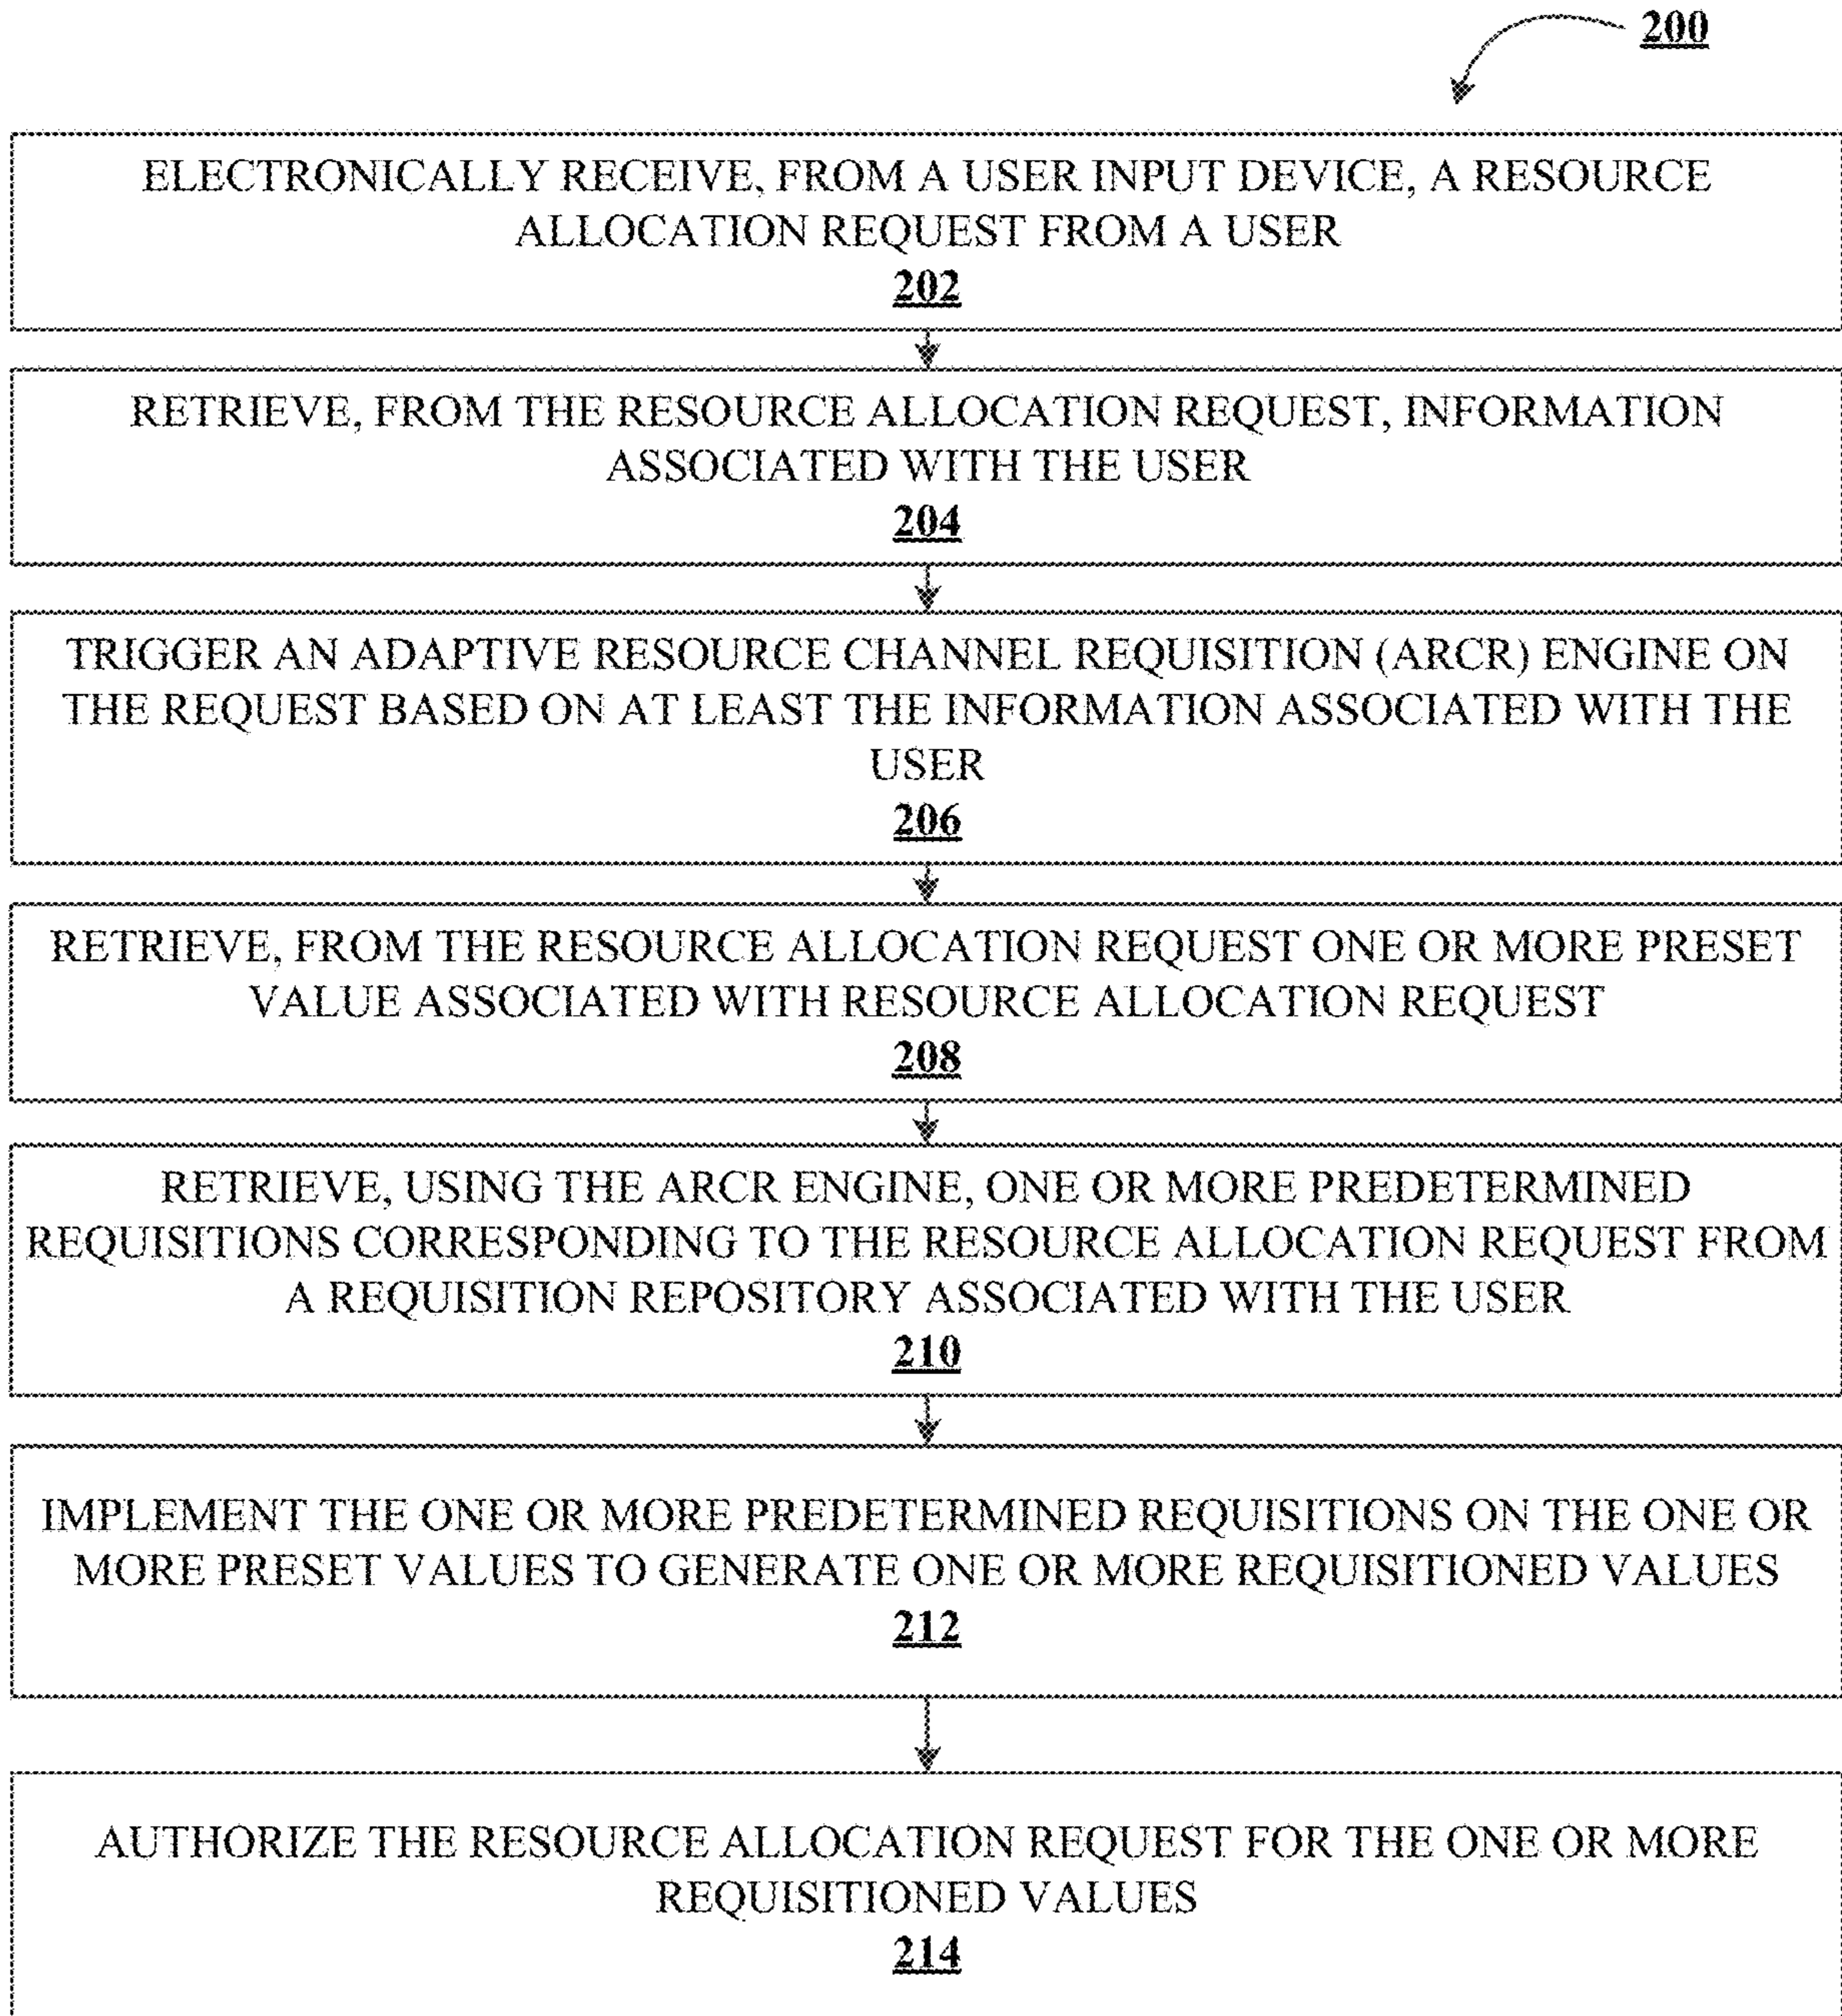 200
ELECTRONICALLY RECEIVE, FROM A USER INPUT DEVICE, A RESOURCE
ALLOCATION REQUEST FROM A USER
202
RETRIEVE, FROM THE RESOURCE ALLOCATION REQUEST, INFORMATION
ASSOCIATED WITH THE USER
204
TRIGGER AN ADAPTIVE RESOURCE CHANNEL REQUISITION (ARCR) ENGINE ON
THE REQUEST BASED ON AT LEAST THE INFORMATION ASSOCIATED WITH THE
USER
206
RETRIEVE, FROM THE RESOURCE ALLOCATION REQUEST ONE OR MORE PRESET
VALUE ASSOCIATED WITH RESOURCE ALLOCATION REQUEST
208
RETRIEVE, USING THE ARCR ENGINE, ONE OR MORE PREDETERMINED
REQUISITIONS CORRESPONDING TO THE RESOURCE ALLOCATION REQUEST FROM
A REQUISITION REPOSITORY ASSOCIATED WITH THE USER
210
IMPLEMENT THE ONE OR MORE PREDETERMINED REQUISITIONS ON THE ONE OR
MORE PRESET VALUES TO GENERATE ONE OR MORE REQUISITIONED VALUES
212
AUTHORIZE THE RESOURCE ALLOCATION REQUEST FOR THE ONE OR MORE
REQUISITIONED VALUES
214